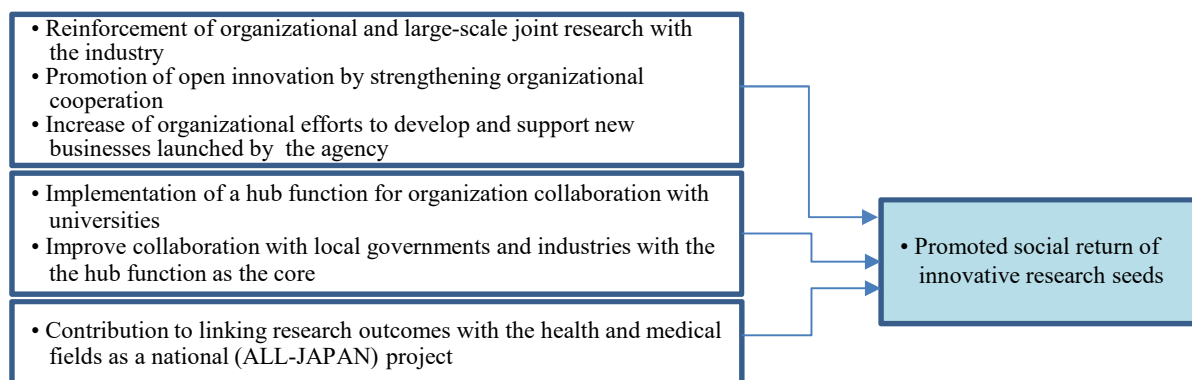 • Reinforcement of organizational and large-scale joint research with
the industry
• Promotion of open innovation by strengthening organizational
cooperation
• Increase of organizational efforts to develop and support new
businesses launched by the agency
• Implementation of a hub function for organization collaboration with
universities
• Improve collaboration with local governments and industries with the
the hub function as the core
• Contribution to linking research outcomes with the health and medical
fields as a national (ALL-JAPAN) project
• Promoted social return of
innovative research seeds